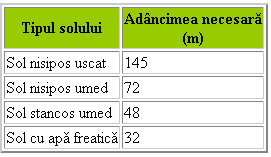 Tipul solului Adâncimea necesară
(m)
Sol nisipos uscat 145
Sol nisipos umed 72
Sol stancos umed 48
Sol cu apă freatică 32